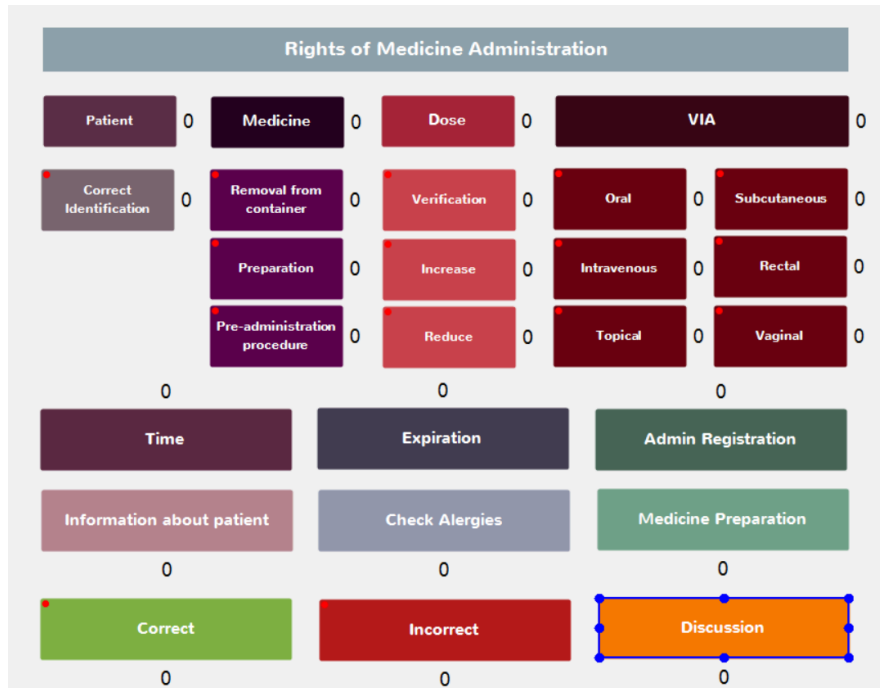 Rights of Medicine Administration
Patient 0 Medicine 0 Dose 0 VIA 0
Correct
Identification 0
Removal from
container 0
Verification 0 Oral 0 Subcutaneous 0
Preparation 0 Increase 0 Intravenous 0 Rectal 0
Pre-administration
procedure 0
Reduce 0 Topical 0 Vaginal 0
0 0 0
Time Expiration Admin Registration
Information about patient Check Alergies Medicine Preparation
0 0 0
Correct Incorrect Discussion
0 0 0